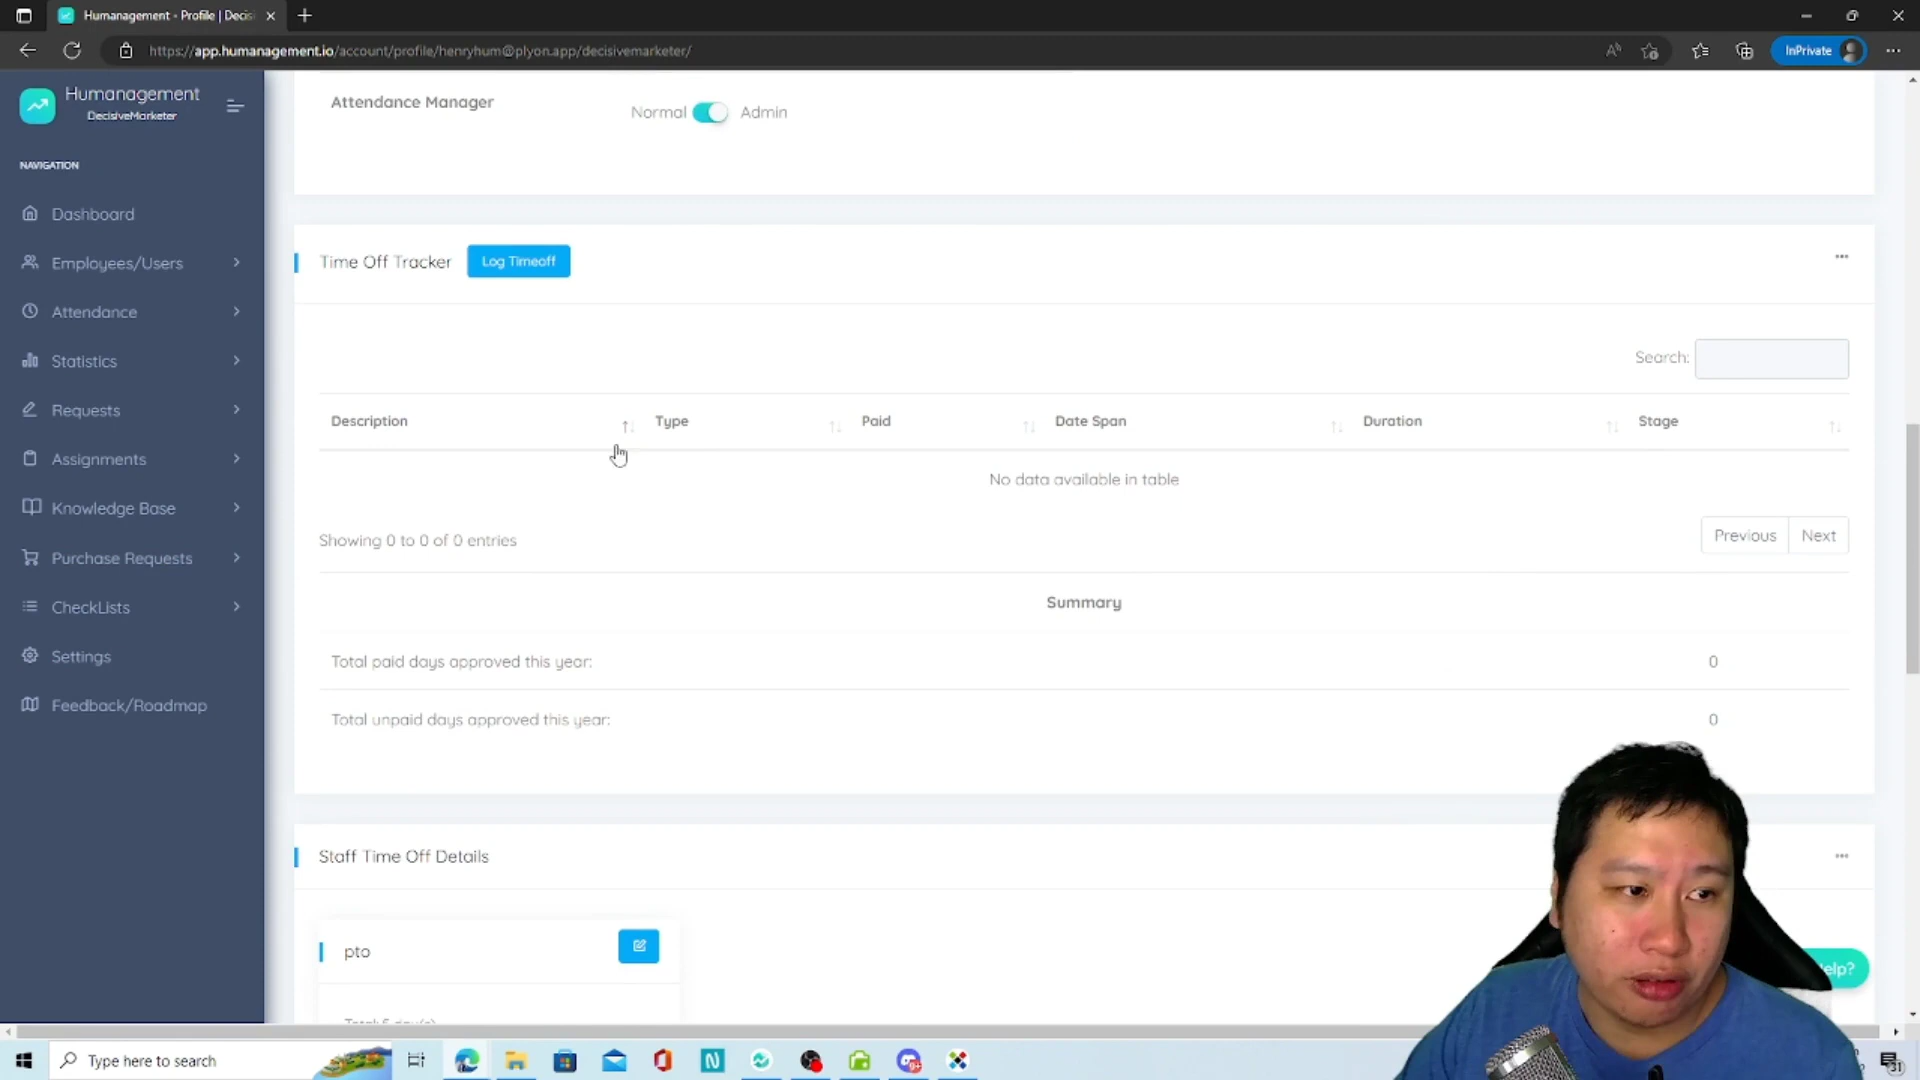 Humanagement - Profile | Decisi
https://app.humanagement.io/account/profile/henryhum@plyon.app/decisivemarketer/
InPrivate
Humanagement
DecisiveMarketer
NAVIGATION
Dashboard
Employees/Users
Attendance
Statistics
Requests
Assignments
Knowledge Base
Purchase Requests
CheckLists
Settings
Feedback/Roadmap
Attendance Manager
Normal
Admin
Time Off Tracker
Log Timeoff
Search:
Description
Type
Paid
Date Span
Duration
Stage
No data available in table
Showing 0 to 0 of 0 entries
Previous
Next
Summary
Total paid days approved this year:
0
Total unpaid days approved this year:
0
Staff Time Off Details
pto
elp?
Type here to search
31